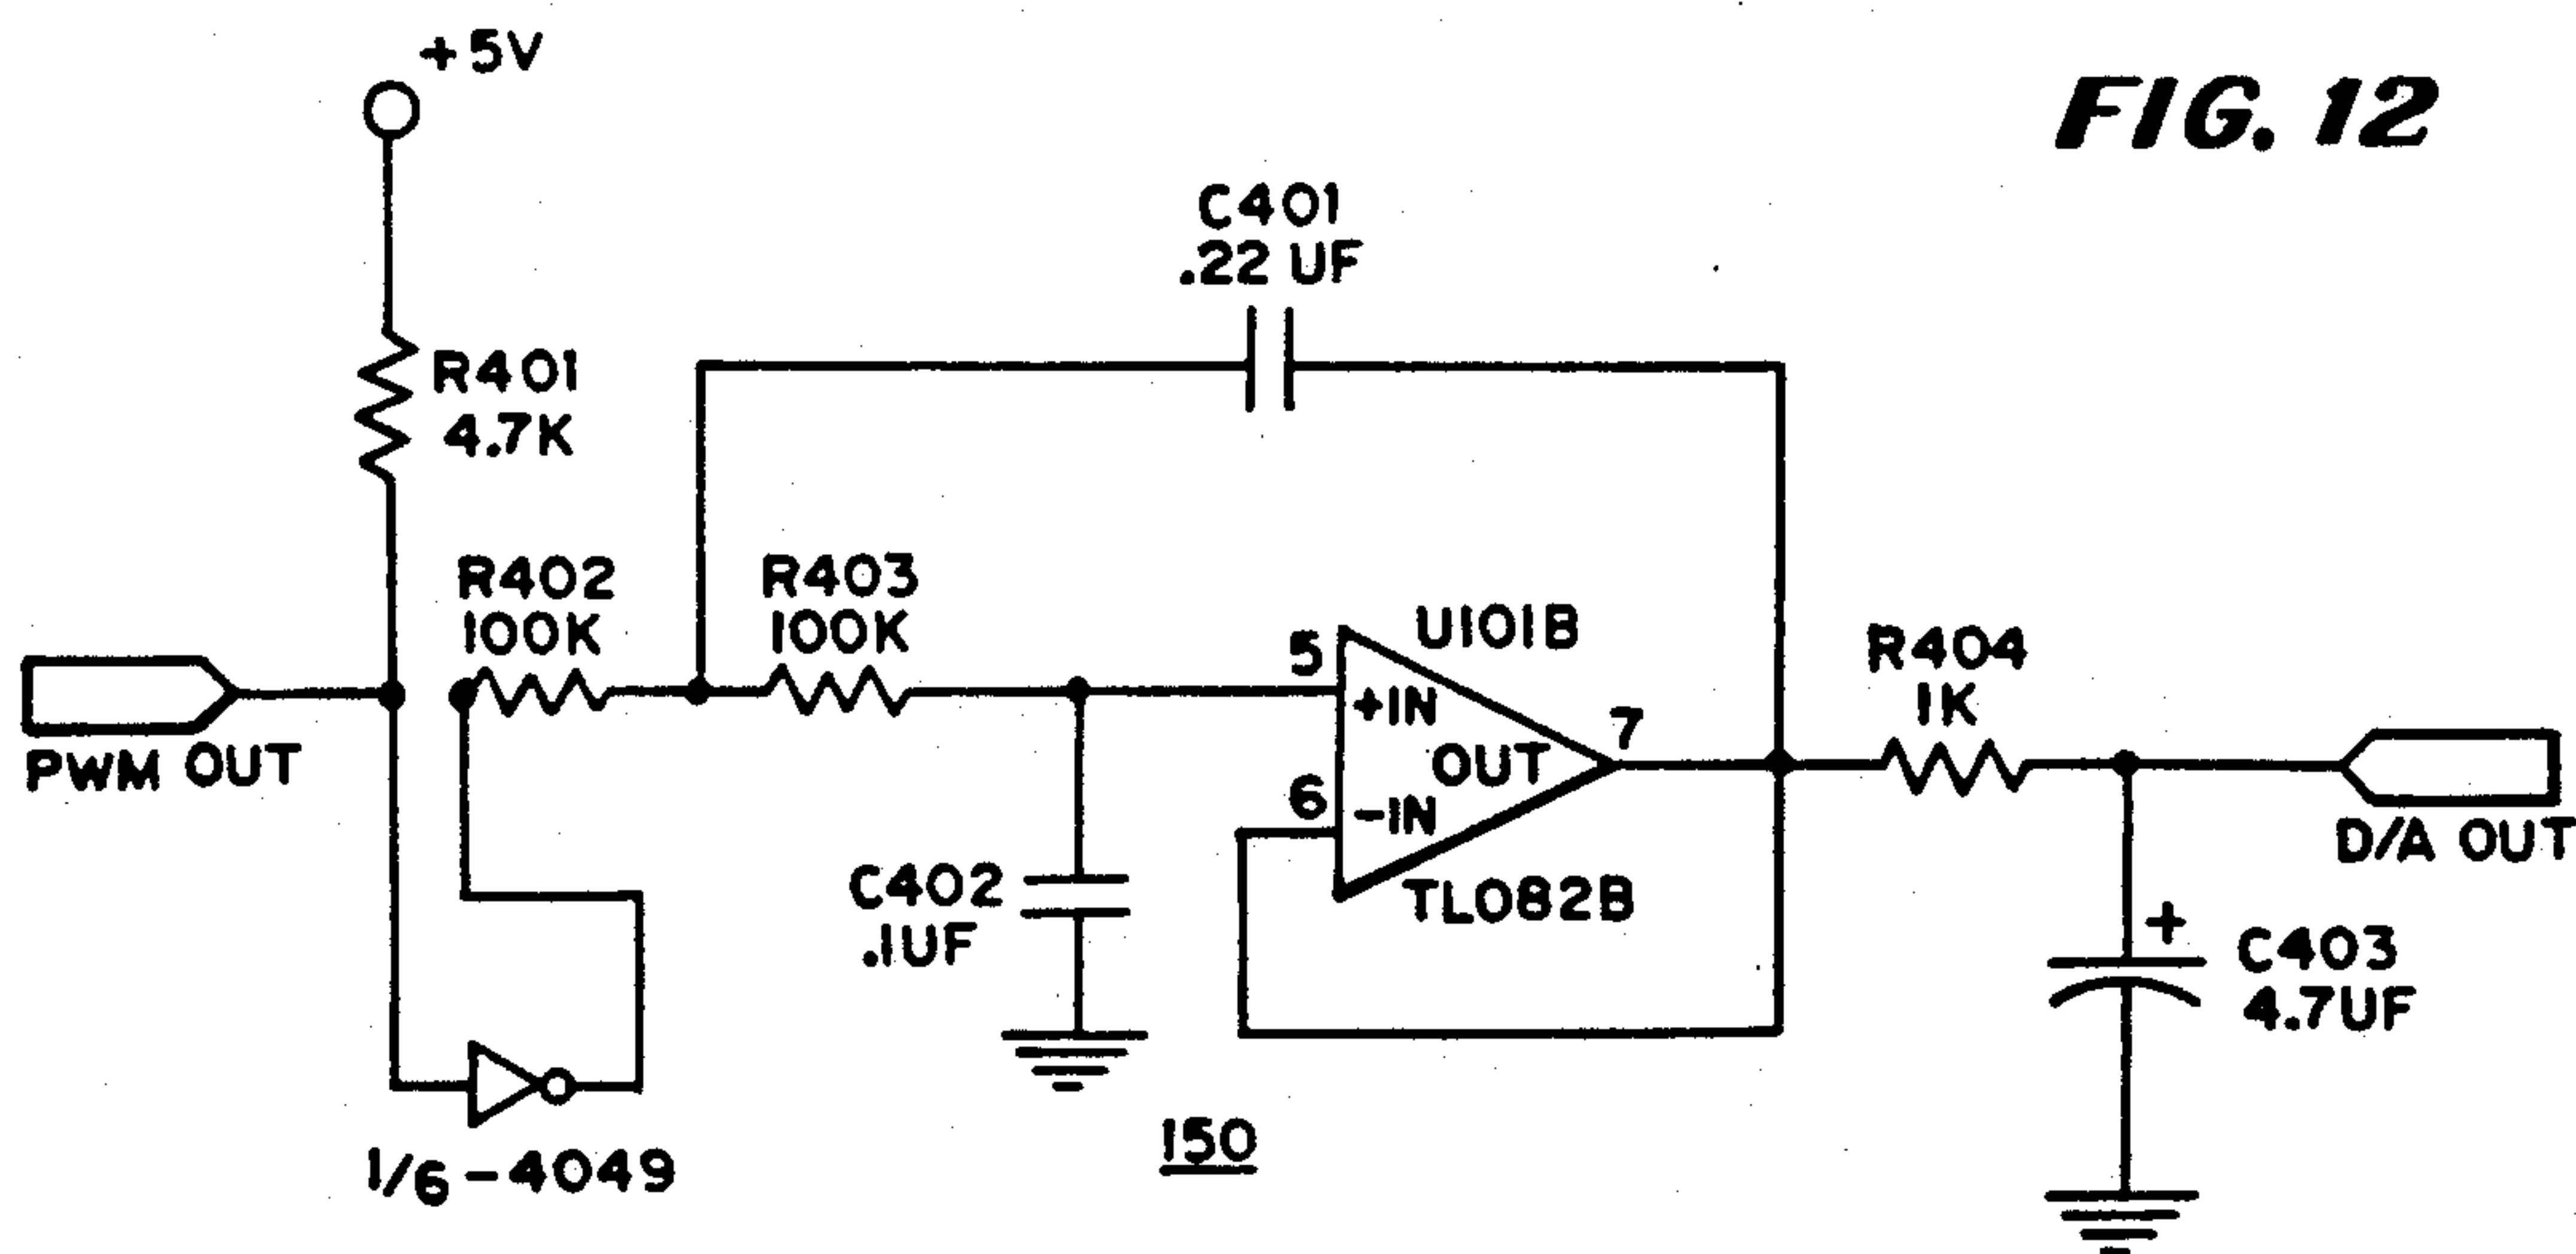 +5V
FIG. 12
C401
.22 UF
R401
4.7K
R402
100K
R403
100K
U101B
5
+IN
R404
1K
7
OUT
PWM OUT
6
-IN
D/A OUT
TL082B
C402
.1UF
+
C403
4.7UF
150
1/6-4049